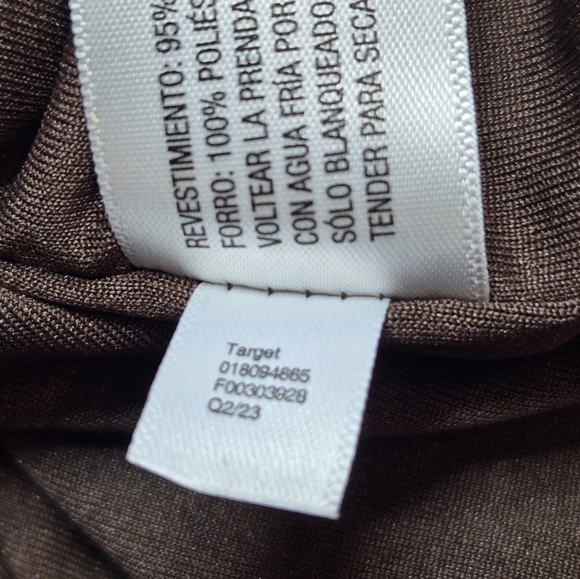 REVESTIMIENTO: 95%
FORRO: 100% POLIÉS
VOLTEAR LA PRENDA
CON AGUA FRÍA POR
SÓLO BLANQUEADO
TENDER PARA SECA
Target
018094865
F00303928
Q2/23